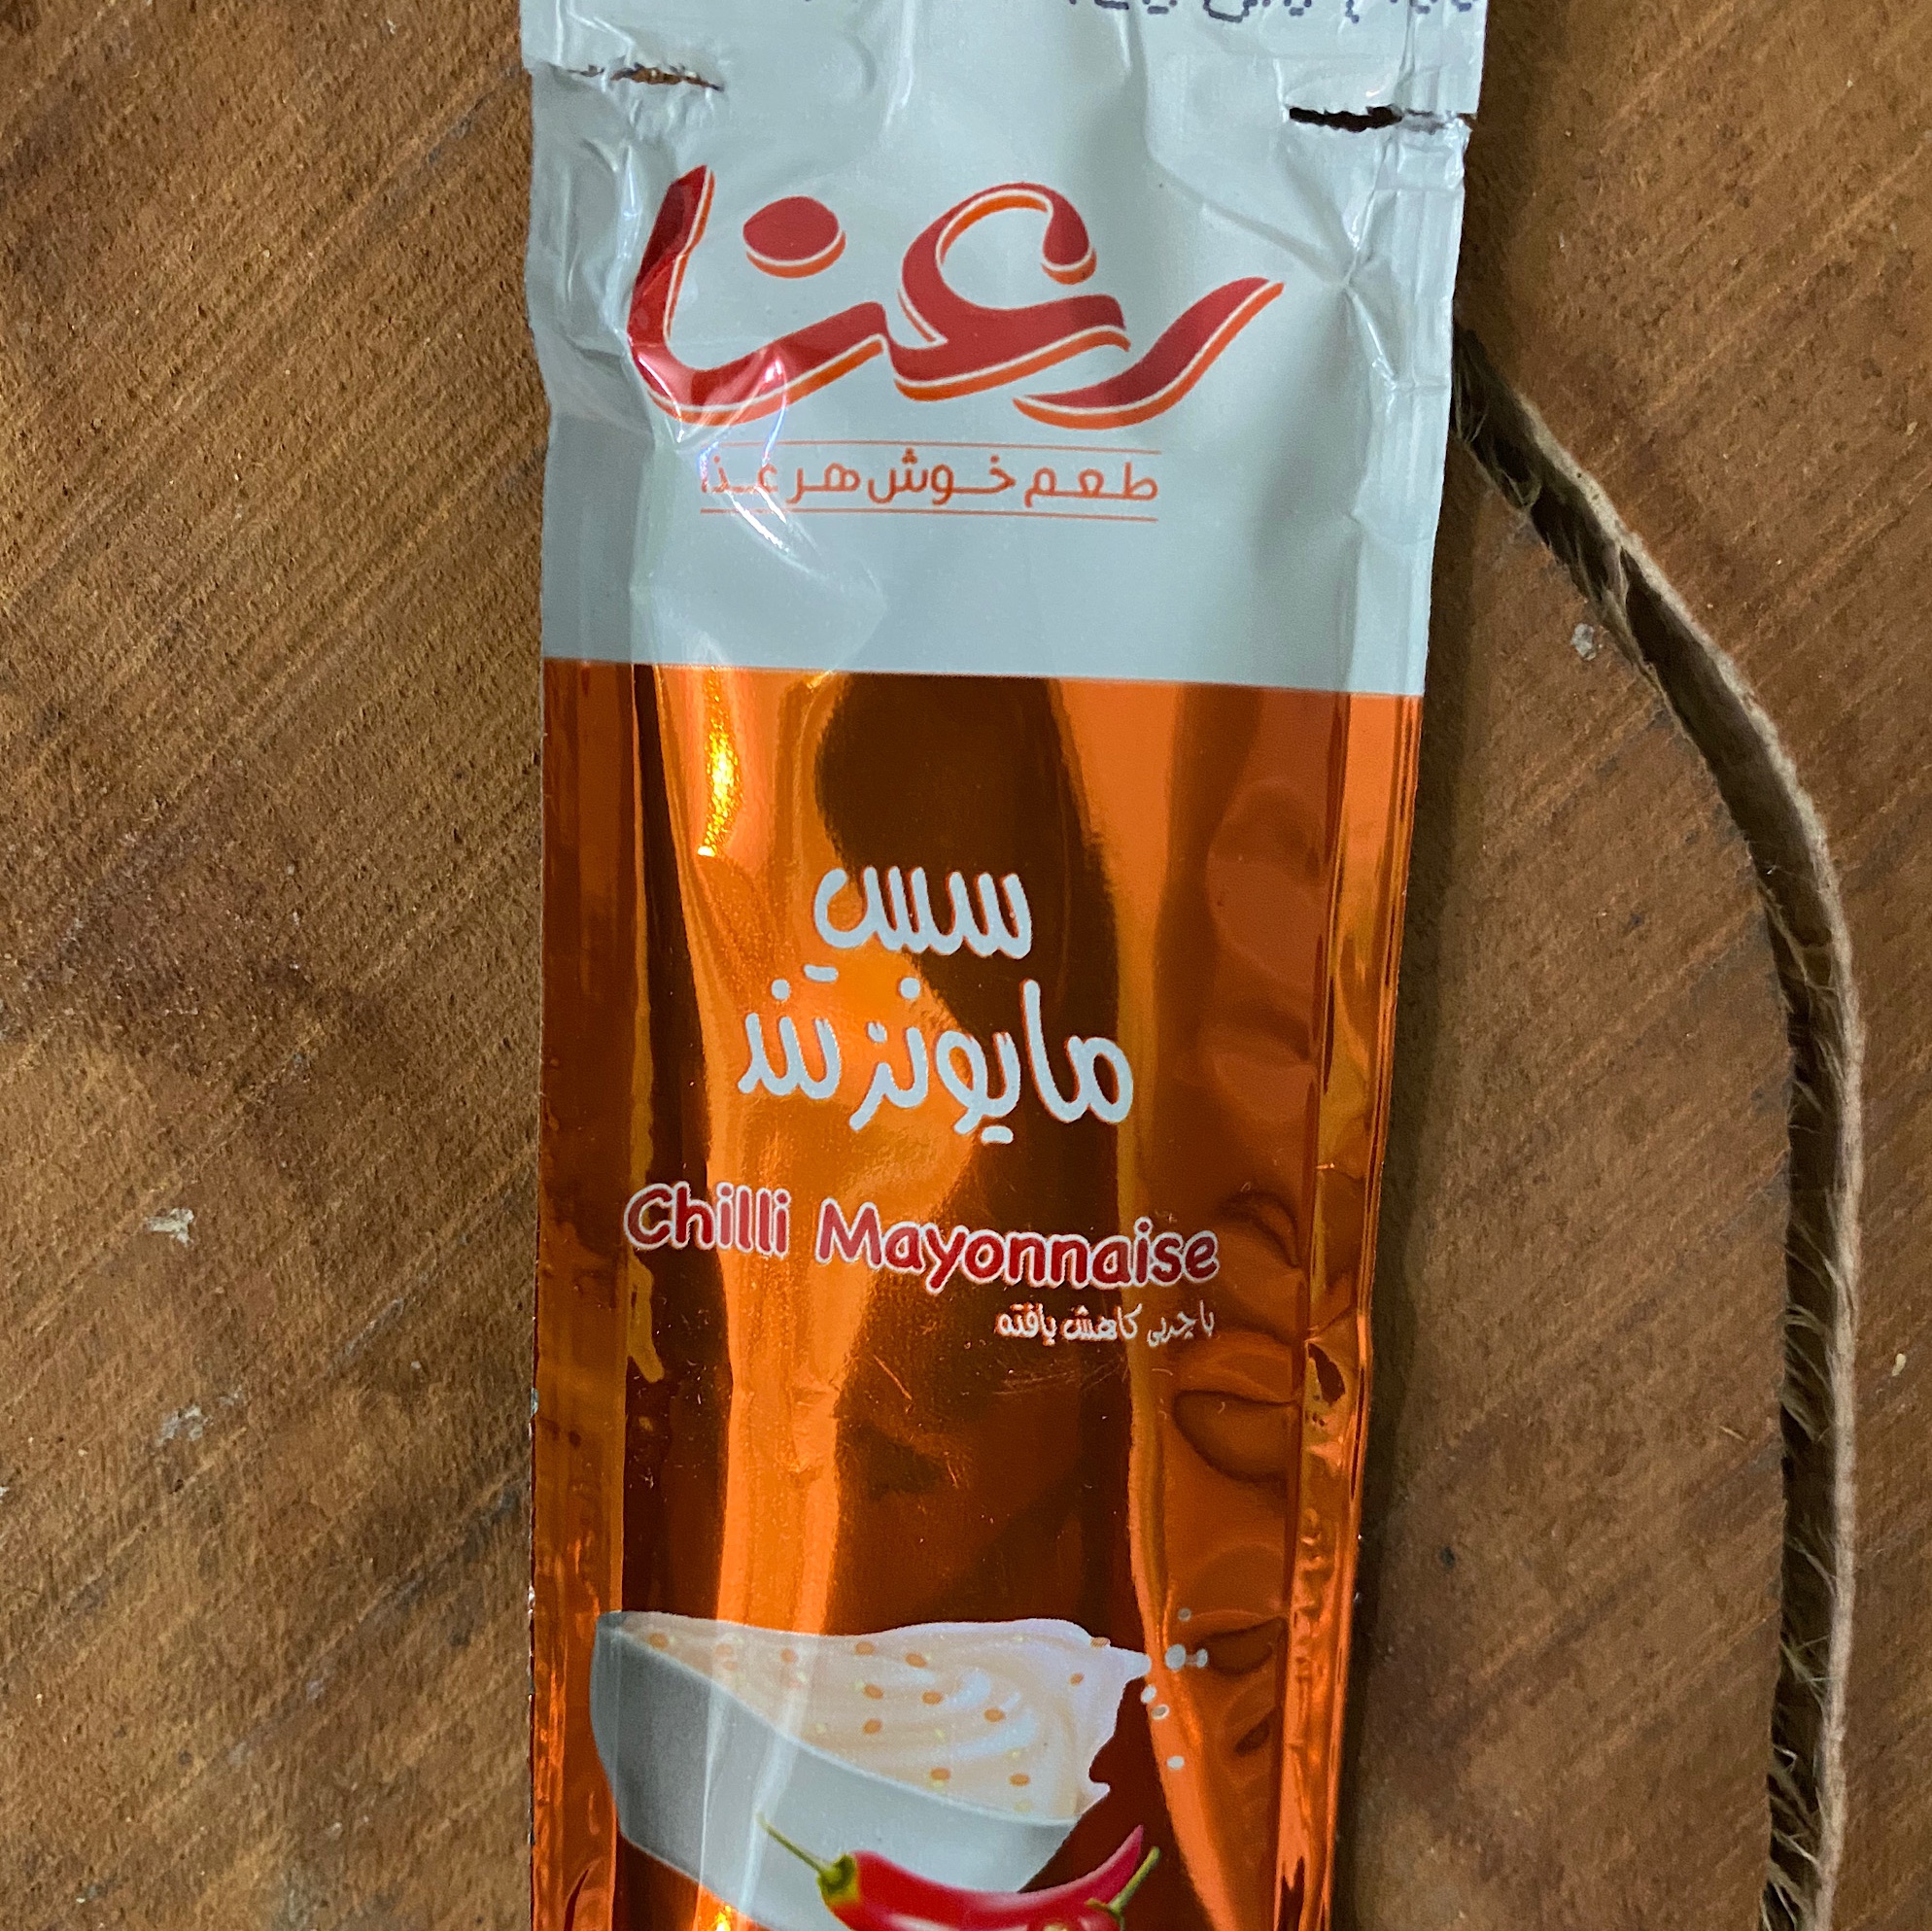 رعنا
طعم خوش هر غذا
سس
مایونز تند
Chilli Mayonnaise
با چربی کاهش یافته